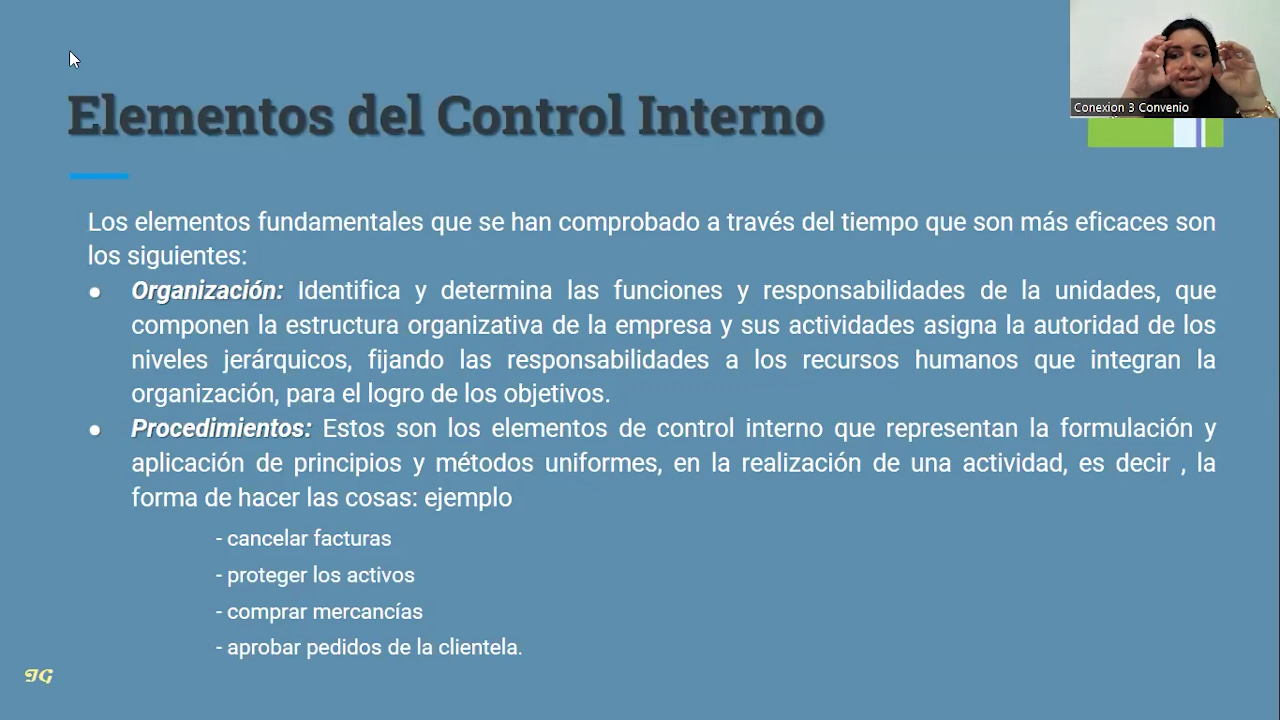 Conexion 3 Convenio
Elementos del Control Interno
Los elementos fundamentales que se han comprobado a través del tiempo que son más eficaces son
los siguientes:
● Organización: Identifica y determina las funciones y responsabilidades de la unidades, que
componen la estructura organizativa de la empresa y sus actividades asigna la autoridad de los
niveles jerárquicos, fijando las responsabilidades a los recursos humanos que integran la
organización, para el logro de los objetivos.
● Procedimientos: Estos son los elementos de control interno que representan la formulación y
aplicación de principios y métodos uniformes, en la realización de una actividad, es decir , la
forma de hacer las cosas: ejemplo
- cancelar facturas
- proteger los activos
- comprar mercancías
- aprobar pedidos de la clientela.
IG